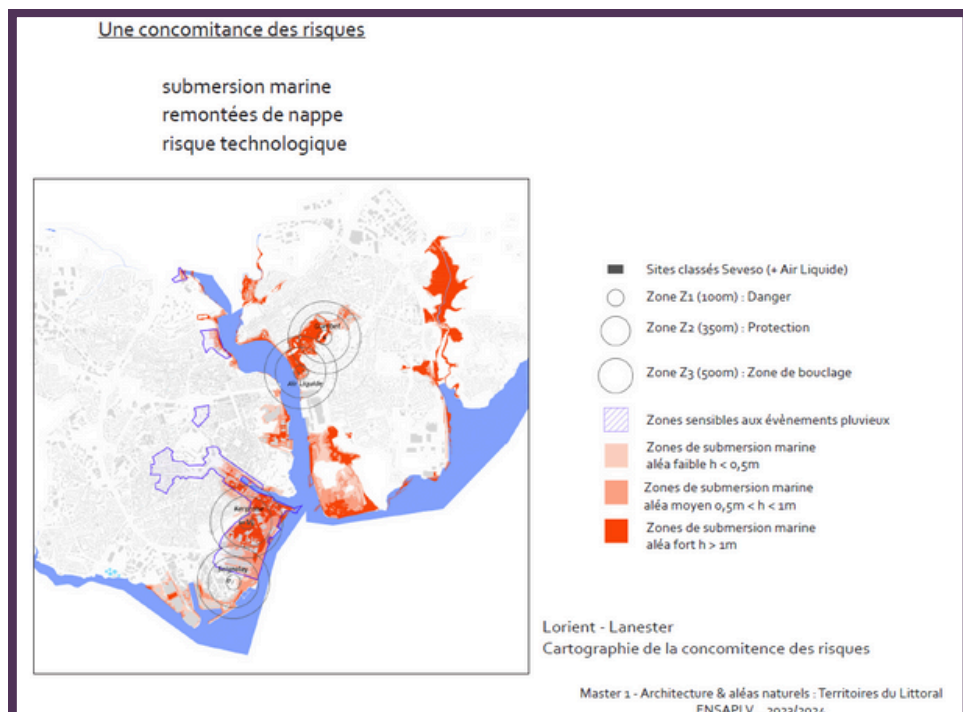 Une concomitance des risques
submersion marine
remontées de nappe
risque technologique
Air Liquide
Sites classés Seveso (+ Air Liquide)
Zone Z1 (100m) : Danger
Zone Z2 (350m) : Protection
Zone Z3 (500m) : Zone de bouclage
Zones sensibles aux évènements pluvieux
Zones de submersion marine
aléa faible h < 0,5m
Zones de submersion marine
aléa moyen 0,5m < h < 1m
Zones de submersion marine
aléa fort h > 1m
Lorient - Lanester
Cartographie de la concomitence des risques
Master 1 - Architecture & aléas naturels : Territoires du Littoral
ENSAPLV 2023/2024